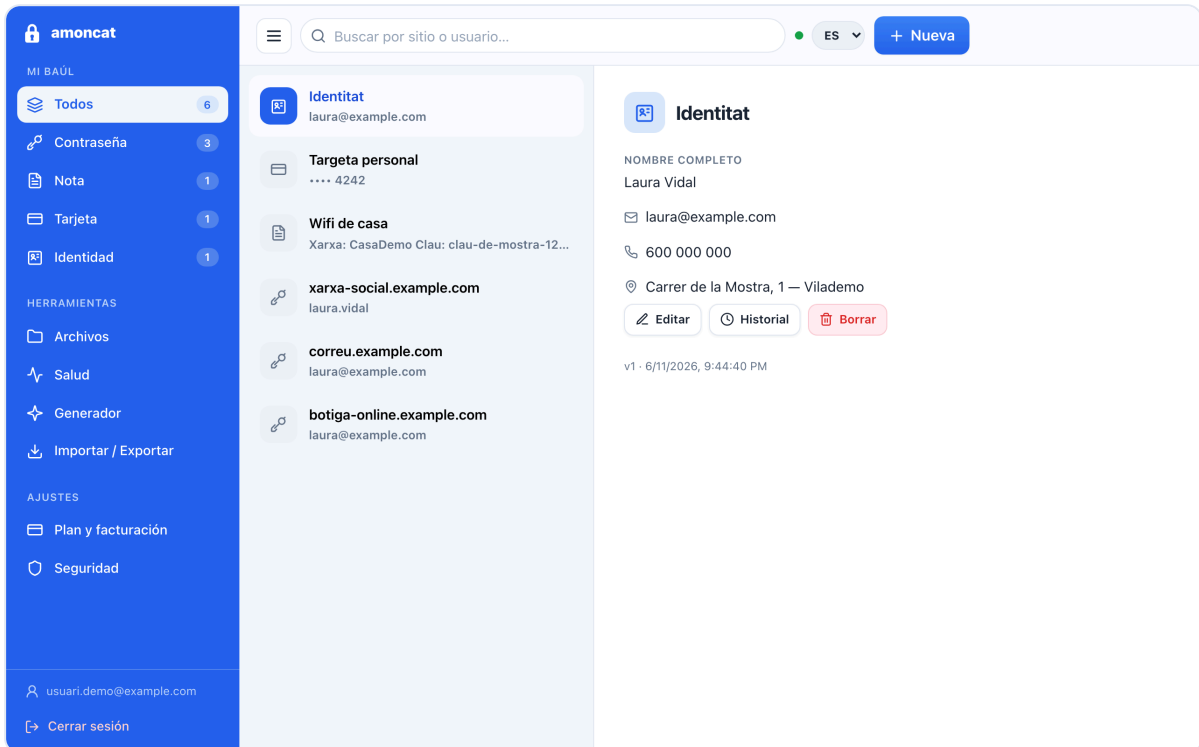 amoncat
MI BAÚL
Todos 6
Contraseña 3
Nota 1
Tarjeta 1
Identidad 1
HERRAMIENTAS
Archivos
Salud
Generador
Importar / Exportar
AJUSTES
Plan y facturación
Seguridad
usuari.demo@example.com
Cerrar sesión
Buscar por sitio o usuario...
ES
+ Nueva
Identitat
laura@example.com
Targeta personal
•••• 4242
Wifi de casa
Xarxa: CasaDemo Clau: clau-de-mostra-12...
xarxa-social.example.com
laura.vidal
correu.example.com
laura@example.com
botiga-online.example.com
laura@example.com
Identitat
NOMBRE COMPLETO
Laura Vidal
laura@example.com
600 000 000
Carrer de la Mostra, 1 — Vilademo
Editar Historial Borrar
v1 · 6/11/2026, 9:44:40 PM